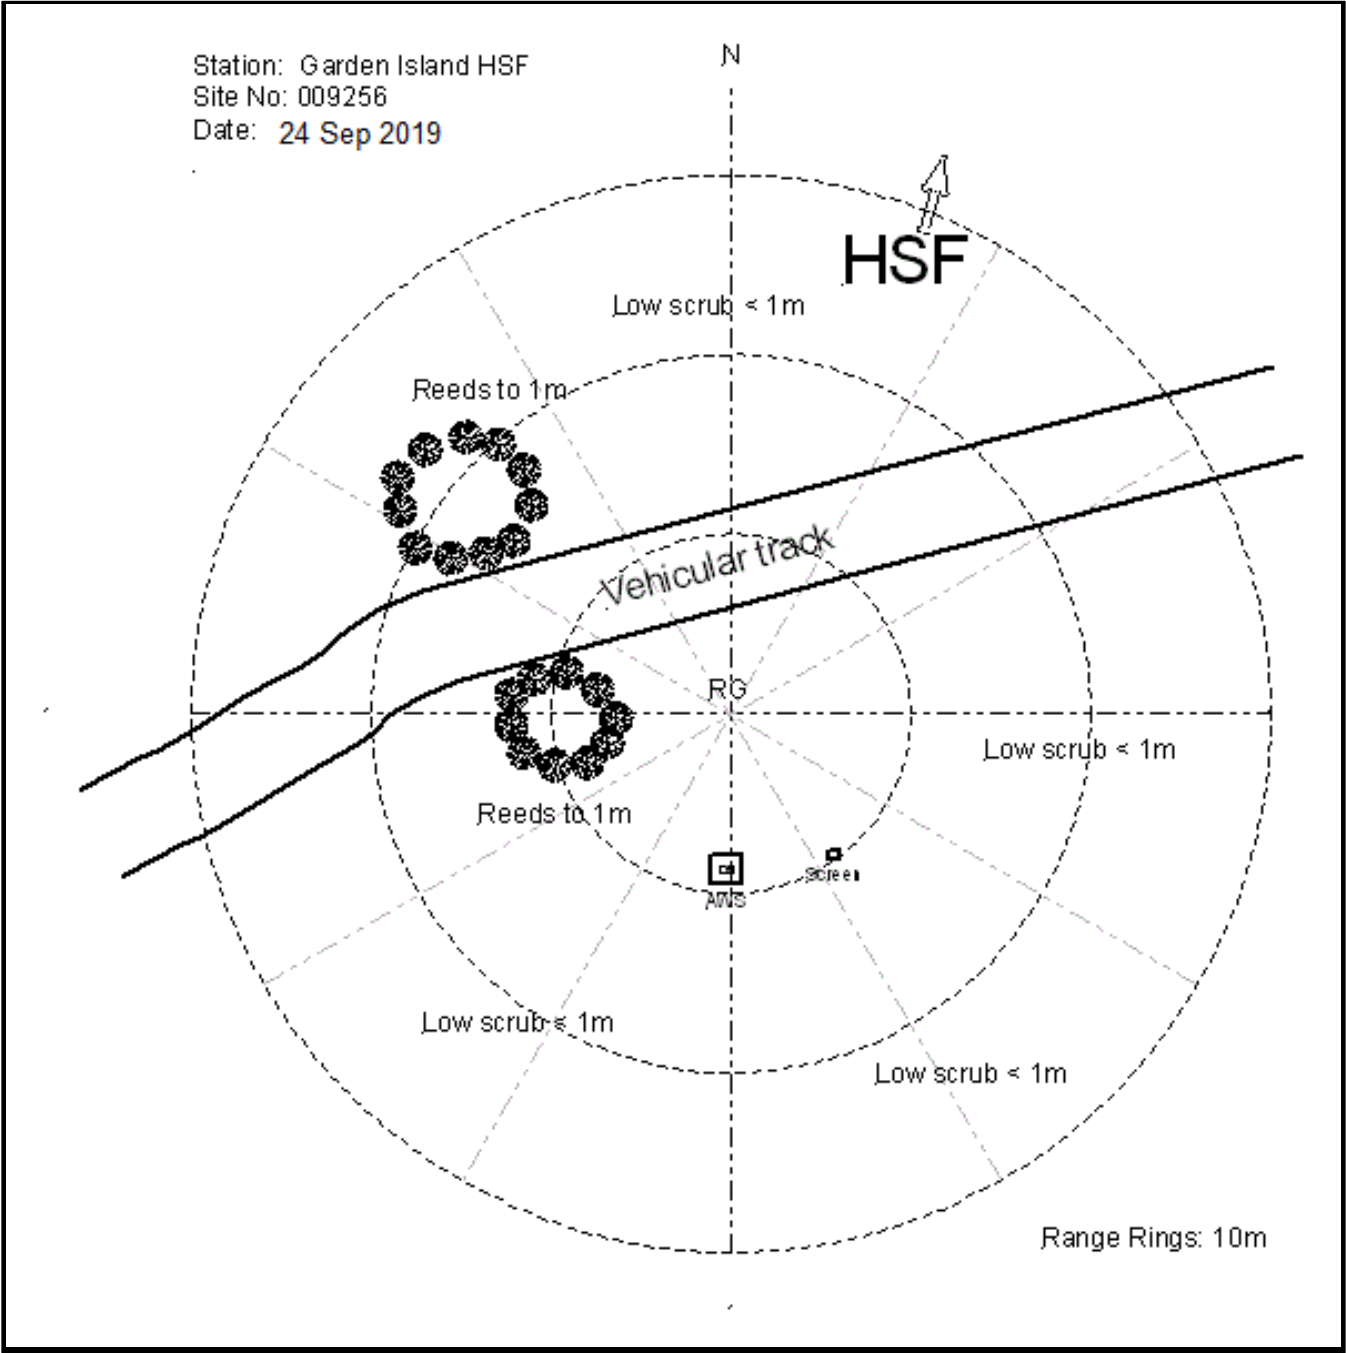 N
Station: Garden Island HSF
Site No: 009256
Date: 24 Sep 2019
HSF
Low scrub < 1m
Reeds to 1m
Vehicular track
RG
Low scrub < 1m
Reeds to 1m
Screen
AWS
Low scrub < 1m
Low scrub < 1m
Range Rings: 10m